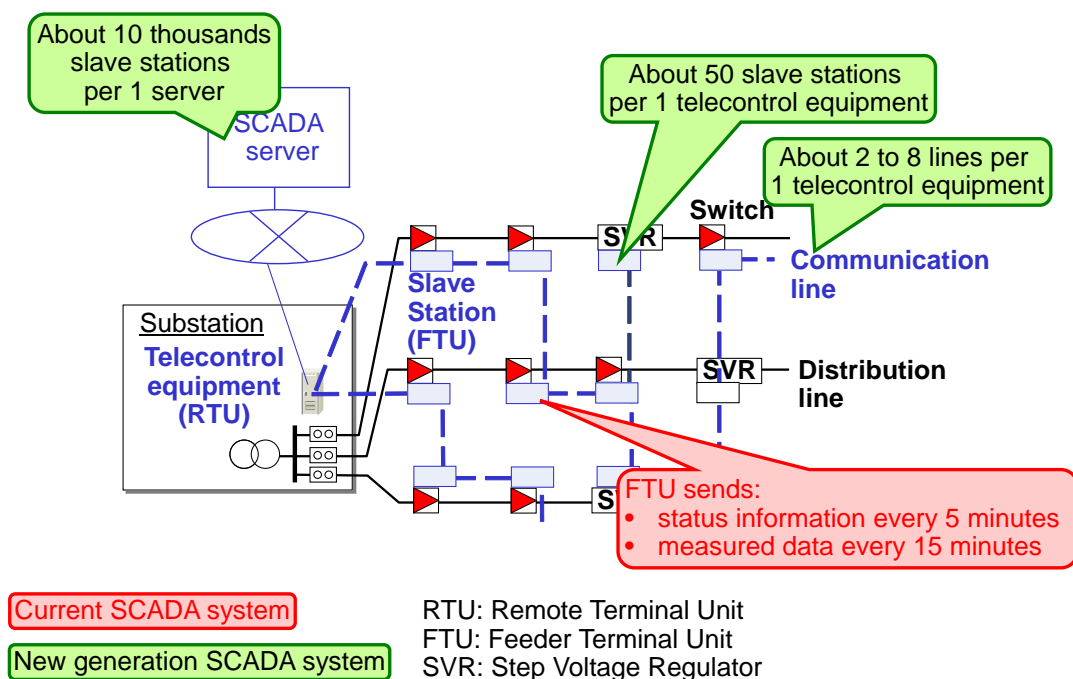 About 10 thousands
slave stations
per 1 server
About 50 slave stations
per 1 telecontrol equipment
SCADA
server
About 2 to 8 lines per
1 telecontrol equipment
Switch
SVR
Communication
line
Slave
Station
(FTU)
Substation
Telecontrol
equipment
(RTU)
SVR
Distribution
line
FTU sends:
• status information every 5 minutes
• measured data every 15 minutes
Current SCADA system
New generation SCADA system
RTU: Remote Terminal Unit
FTU: Feeder Terminal Unit
SVR: Step Voltage Regulator